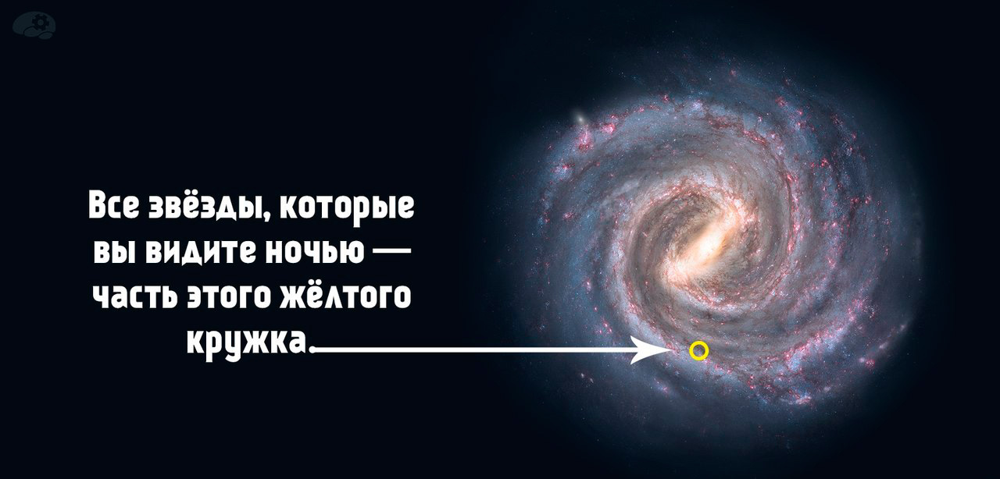 Все звёзды, которые
вы видите ночью —
часть этого жёлтого
кружка.